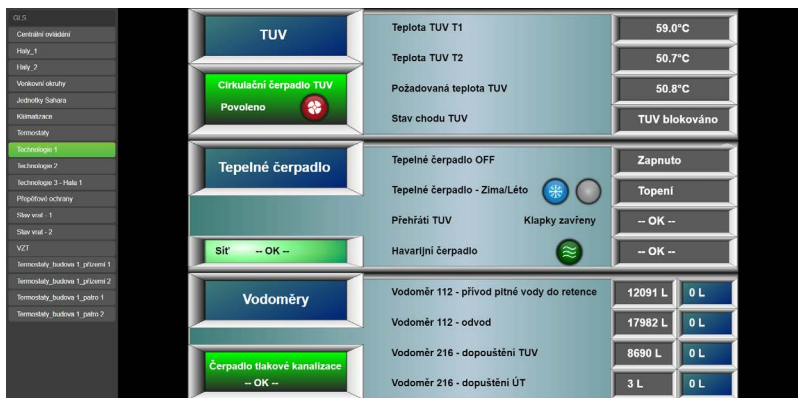 GLS
Centrální ovládání
Haly_1
Haly_2
Venkovní okruhy
Jednotky Sahara
Klimatizace
Termostaty
Technologie 1
Technologie 2
Technologie 3 - Hala 1
Přepěťové ochrany
Stav vrat - 1
Stav vrat - 2
VZT
Termostaty_budova 1_přízemí 1
Termostaty_budova 1_přízemí 2
Termostaty_budova 1_patro 1
Termostaty_budova 1_patro 2
TUV
Cirkulační čerpadlo TUV
Povoleno
Teplota TUV T1 59.0°C
Teplota TUV T2 50.7°C
Požadovaná teplota TUV 50.8°C
Stav chodu TUV TUV blokováno
Tepelné čerpadlo
Síť -- OK --
Tepelné čerpadlo OFF Zapnuto
Tepelné čerpadlo - Zima/Léto Topení
Přehřátí TUV Klapky zavřeny -- OK --
Havarijní čerpadlo -- OK --
Vodoměry
Čerpadlo tlakové kanalizace
-- OK --
Vodoměr 112 - přívod pitné vody do retence 12091 L 0 L
Vodoměr 112 - odvod 17982 L 0 L
Vodoměr 216 - dopouštění TUV 8690 L 0 L
Vodoměr 216 - dopuštění ÚT 3 L 0 L